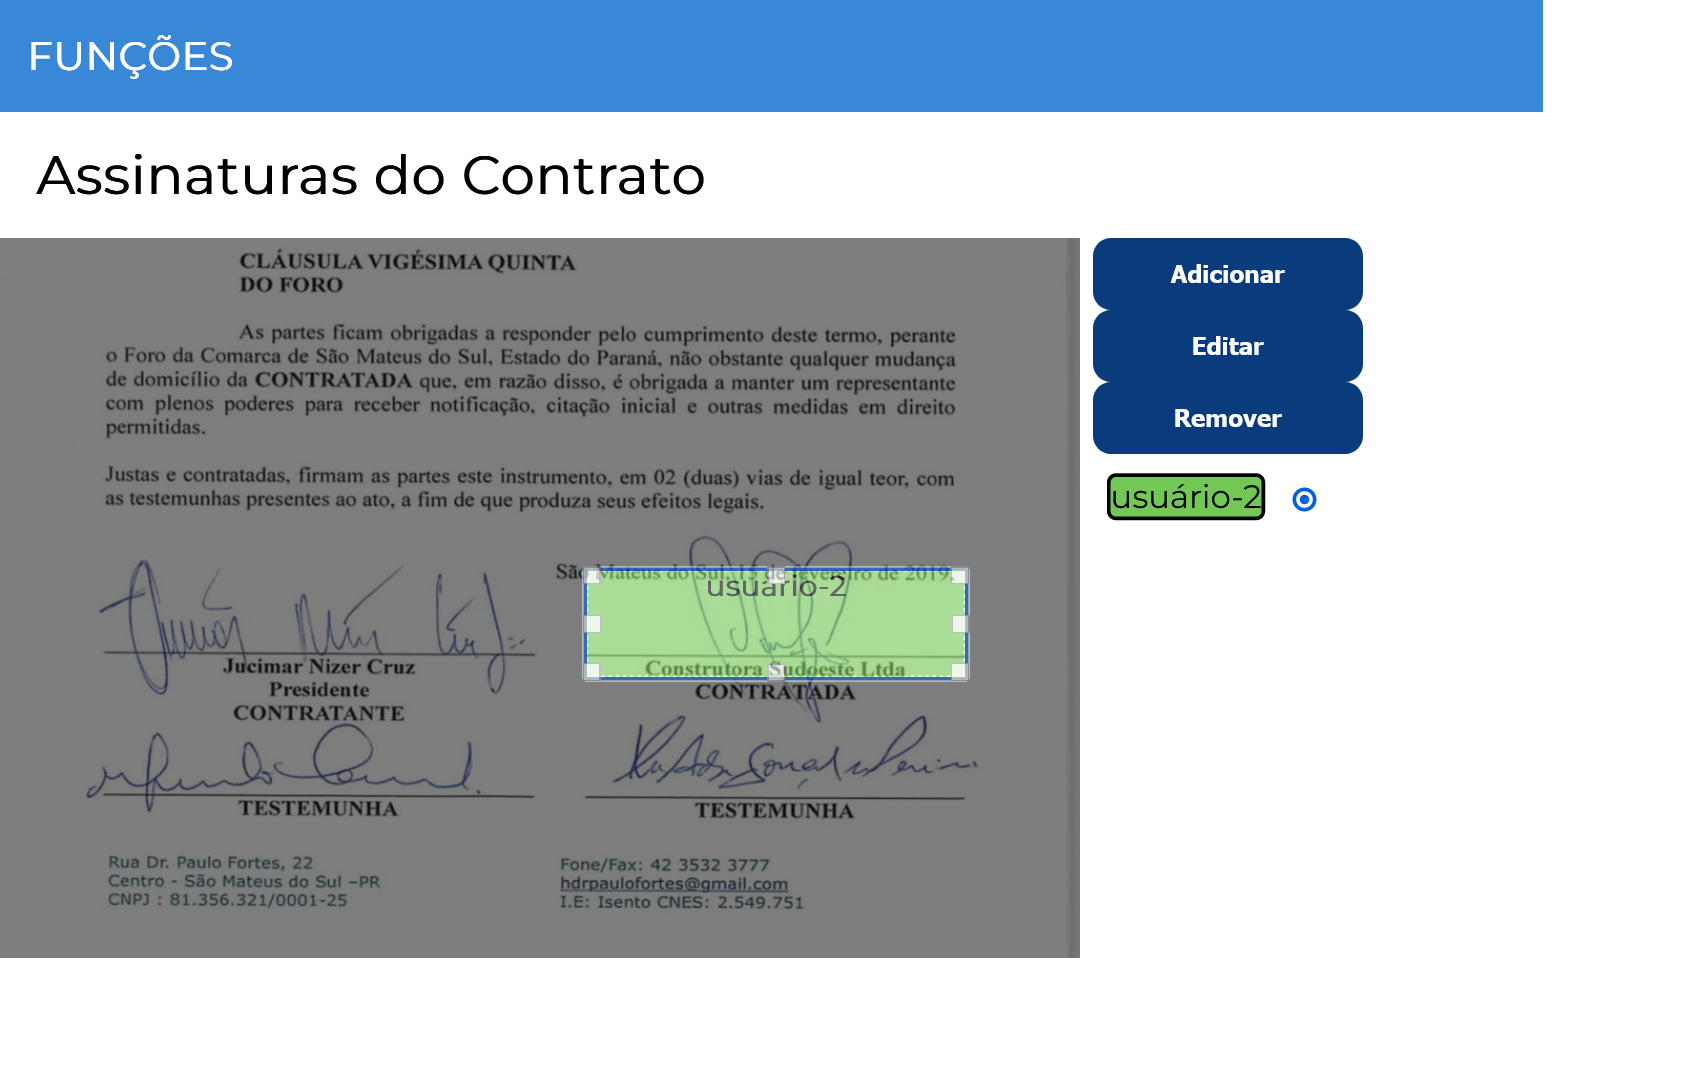 FUNÇÕES
Assinaturas do Contrato
CLÁUSULA VIGÉSIMA QUINTA
DO FORO
As partes ficam obrigadas a responder pelo cumprimento deste termo, perante
o Foro da Comarca de São Mateus do Sul, Estado do Paraná, não obstante qualquer mudança
de domicílio da CONTRATADA que, em razão disso, é obrigada a manter um representante
com plenos poderes para receber notificação, citação inicial e outras medidas em direito
permitidas.
Justas e contratadas, firmam as partes este instrumento, em 02 (duas) vias de igual teor, com
as testemunhas presentes ao ato, a fim de que produza seus efeitos legais.
São Mateus do Sul, 15 de fevereiro de 2019.
usuário-2
Jucimar Nizer Cruz
Presidente
CONTRATANTE
Construtora Sudoeste Ltda
CONTRATADA
TESTEMUNHA
TESTEMUNHA
Rua Dr. Paulo Fortes, 22
Centro - São Mateus do Sul –PR
CNPJ : 81.356.321/0001-25
Fone/Fax: 42 3532 3777
hdrpaulofortes@gmail.com
I.E: Isento CNES: 2.549.751
Adicionar
Editar
Remover
usuário-2